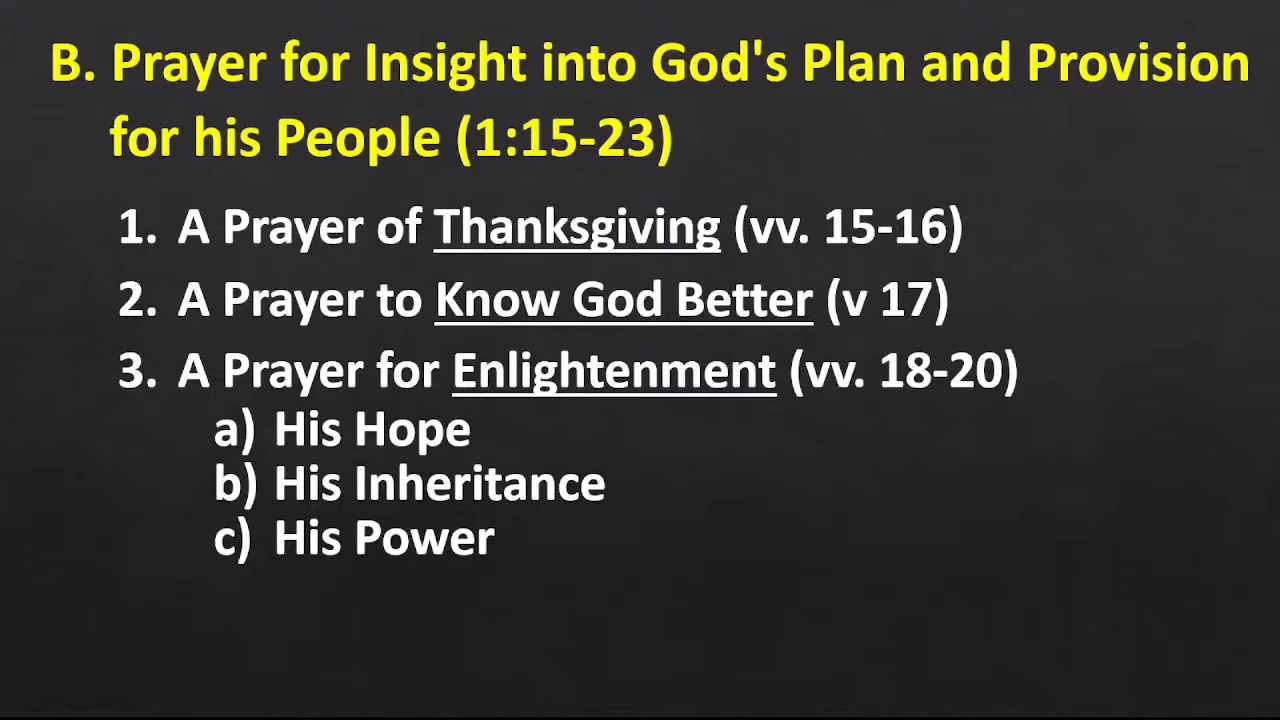 B. Prayer for Insight into God's Plan and Provision
for his People (1:15-23)
1. A Prayer of Thanksgiving (vv. 15-16)
2. A Prayer to Know God Better (v 17)
3. A Prayer for Enlightenment (vv. 18-20)
a) His Hope
b) His Inheritance
c) His Power